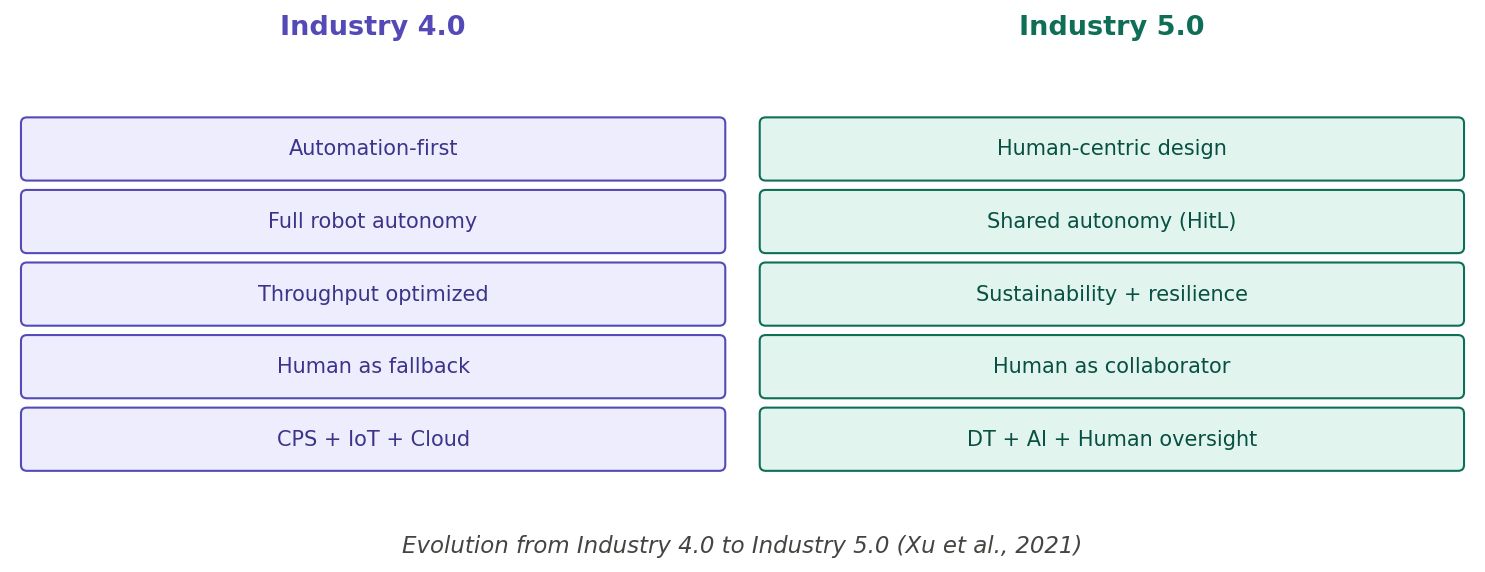 Industry 4.0
Industry 5.0
Automation-first
Human-centric design
Full robot autonomy
Shared autonomy (HitL)
Throughput optimized
Sustainability + resilience
Human as fallback
Human as collaborator
CPS + IoT + Cloud
DT + AI + Human oversight
Evolution from Industry 4.0 to Industry 5.0 (Xu et al., 2021)